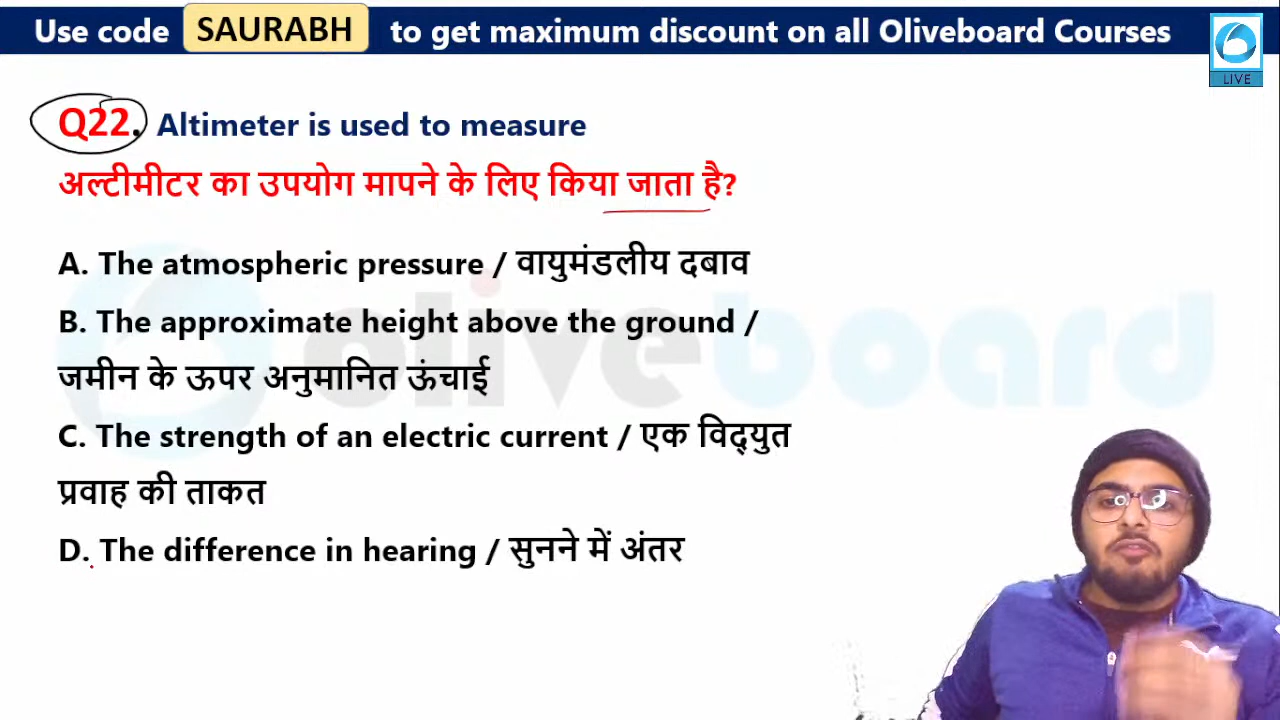 Use code SAURABH to get maximum discount on all Oliveboard Courses
LIVE
Q22. Altimeter is used to measure
अल्टीमीटर का उपयोग मापने के लिए किया जाता है?
A. The atmospheric pressure / वायुमंडलीय दबाव
B. The approximate height above the ground /
जमीन के ऊपर अनुमानित ऊंचाई
C. The strength of an electric current / एक विद्युत
प्रवाह की ताकत
D. The difference in hearing / सुनने में अंतर
oliveboard